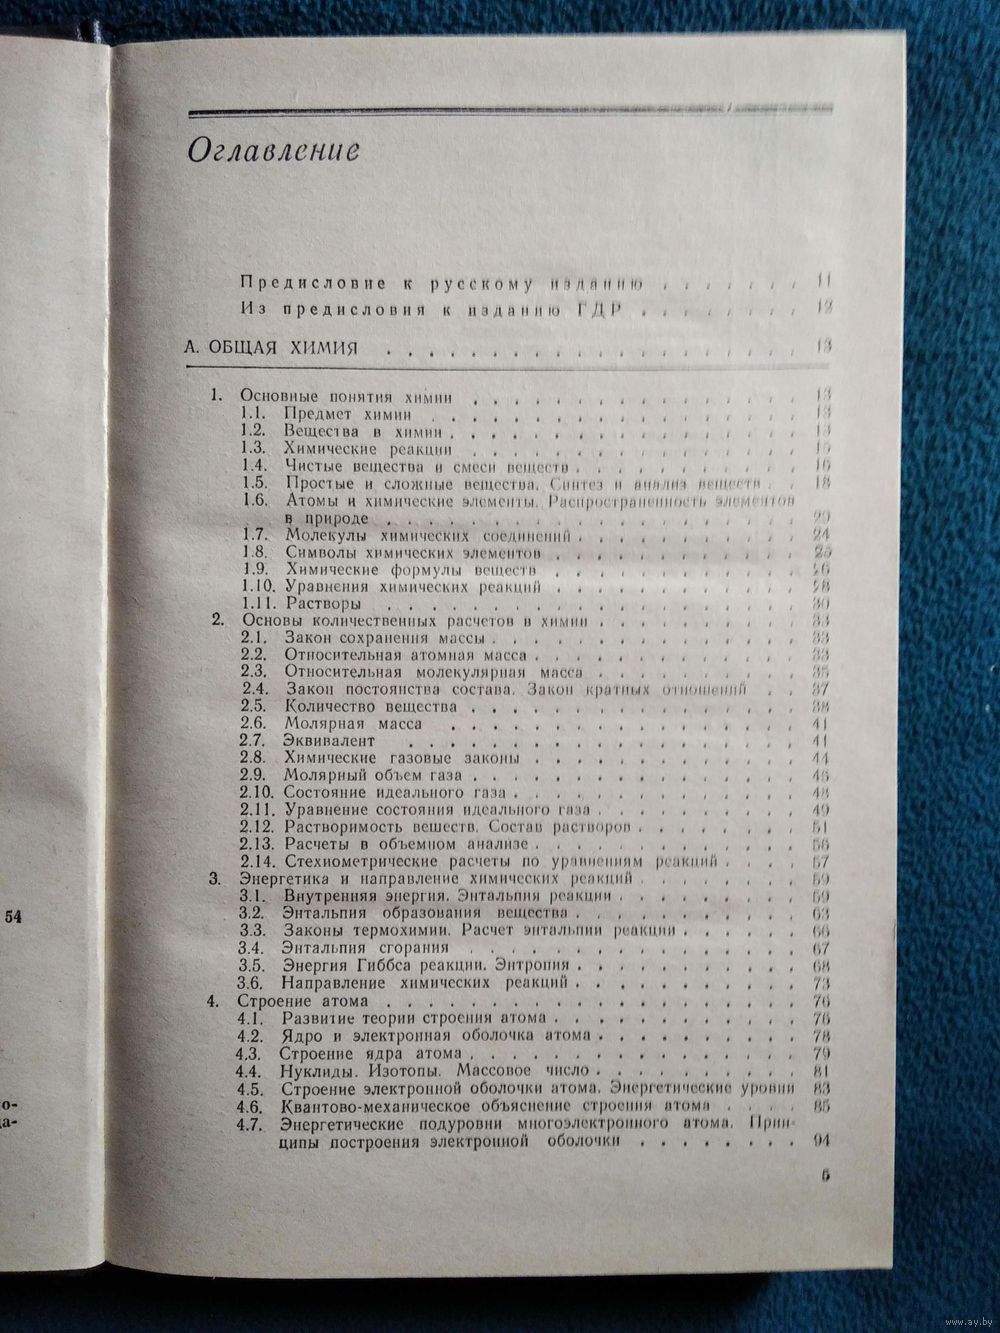 Оглавление
Предисловие к русскому изданию . . . . . . . 11
Из предисловия к изданию ГДР . . . . . . . . 12
А. ОБЩАЯ ХИМИЯ . . . . . . . . . . . . . . . . 13
1. Основные понятия химии . . . . . . . . . . . . . 13
1.1. Предмет химии . . . . . . . . . . . . . . 13
1.2. Вещества в химии . . . . . . . . . . . . . 13
1.3. Химические реакции . . . . . . . . . . . . 15
1.4. Чистые вещества и смеси веществ . . . . . . . . 16
1.5. Простые и сложные вещества. Синтез и анализ веществ . . 18
1.6. Атомы и химические элементы. Распространенность элементов
в природе . . . . . . . . . . . . . . . .
1.7. Молекулы химических соединений . . . . . . . . 24
1.8. Символы химических элементов . . . . . . . . . 25
1.9. Химические формулы веществ . . . . . . . . . 26
1.10. Уравнения химических реакций . . . . . . . . . 28
1.11. Растворы . . . . . . . . . . . . . . . . 30
2. Основы количественных расчетов в химии . . . . . . . . 33
2.1. Закон сохранения массы . . . . . . . . . . . 33
2.2. Относительная атомная масса . . . . . . . . . . 33
2.3. Относительная молекулярная масса . . . . . . . . 35
2.4. Закон постоянства состава. Закон кратных отношений . . 37
2.5. Количество вещества . . . . . . . . . . . . 38
2.6. Молярная масса . . . . . . . . . . . . . 41
2.7. Эквивалент . . . . . . . . . . . . . . . 41
2.8. Химические газовые законы . . . . . . . . . . 44
2.9. Молярный объем газа . . . . . . . . . . . .
2.10. Состояние идеального газа . . . . . . . . . . 48
2.11. Уравнение состояния идеального газа . . . . . . . 49
2.12. Растворимость веществ. Состав растворов . . . . . . 51
2.13. Расчеты в объемном анализе . . . . . . . . . . 56
2.14. Стехиометрические расчеты по уравнениям реакций . . . . 57
3. Энергетика и направление химических реакций . . . . . . 59
3.1. Внутренняя энергия. Энтальпия реакции . . . . . . . 59
3.2. Энтальпия образования вещества . . . . . . . . . 63
3.3. Законы термохимии. Расчет энтальпии реакции . . . . . 66
3.4. Энтальпия сгорания . . . . . . . . . . . . 67
3.5. Энергия Гиббса реакции. Энтропия . . . . . . . . 68
3.6. Направление химических реакций . . . . . . . . . 73
4. Строение атома . . . . . . . . . . . . . . . . 76
4.1. Развитие теории строения атома . . . . . . . . . 76
4.2. Ядро и электронная оболочка атома . . . . . . . . 78
4.3. Строение ядра атома . . . . . . . . . . . . 79
4.4. Нуклиды. Изотопы. Массовое число . . . . . . . . 81
4.5. Строение электронной оболочки атома. Энергетические уровни 83
4.6. Квантово-механическое объяснение строения атома . . . . 85
4.7. Энергетические подуровни многоэлектронного атома. Прин-
ципы построения электронной оболочки . . . . . . . 94
54
о-
а-
www.ay.by